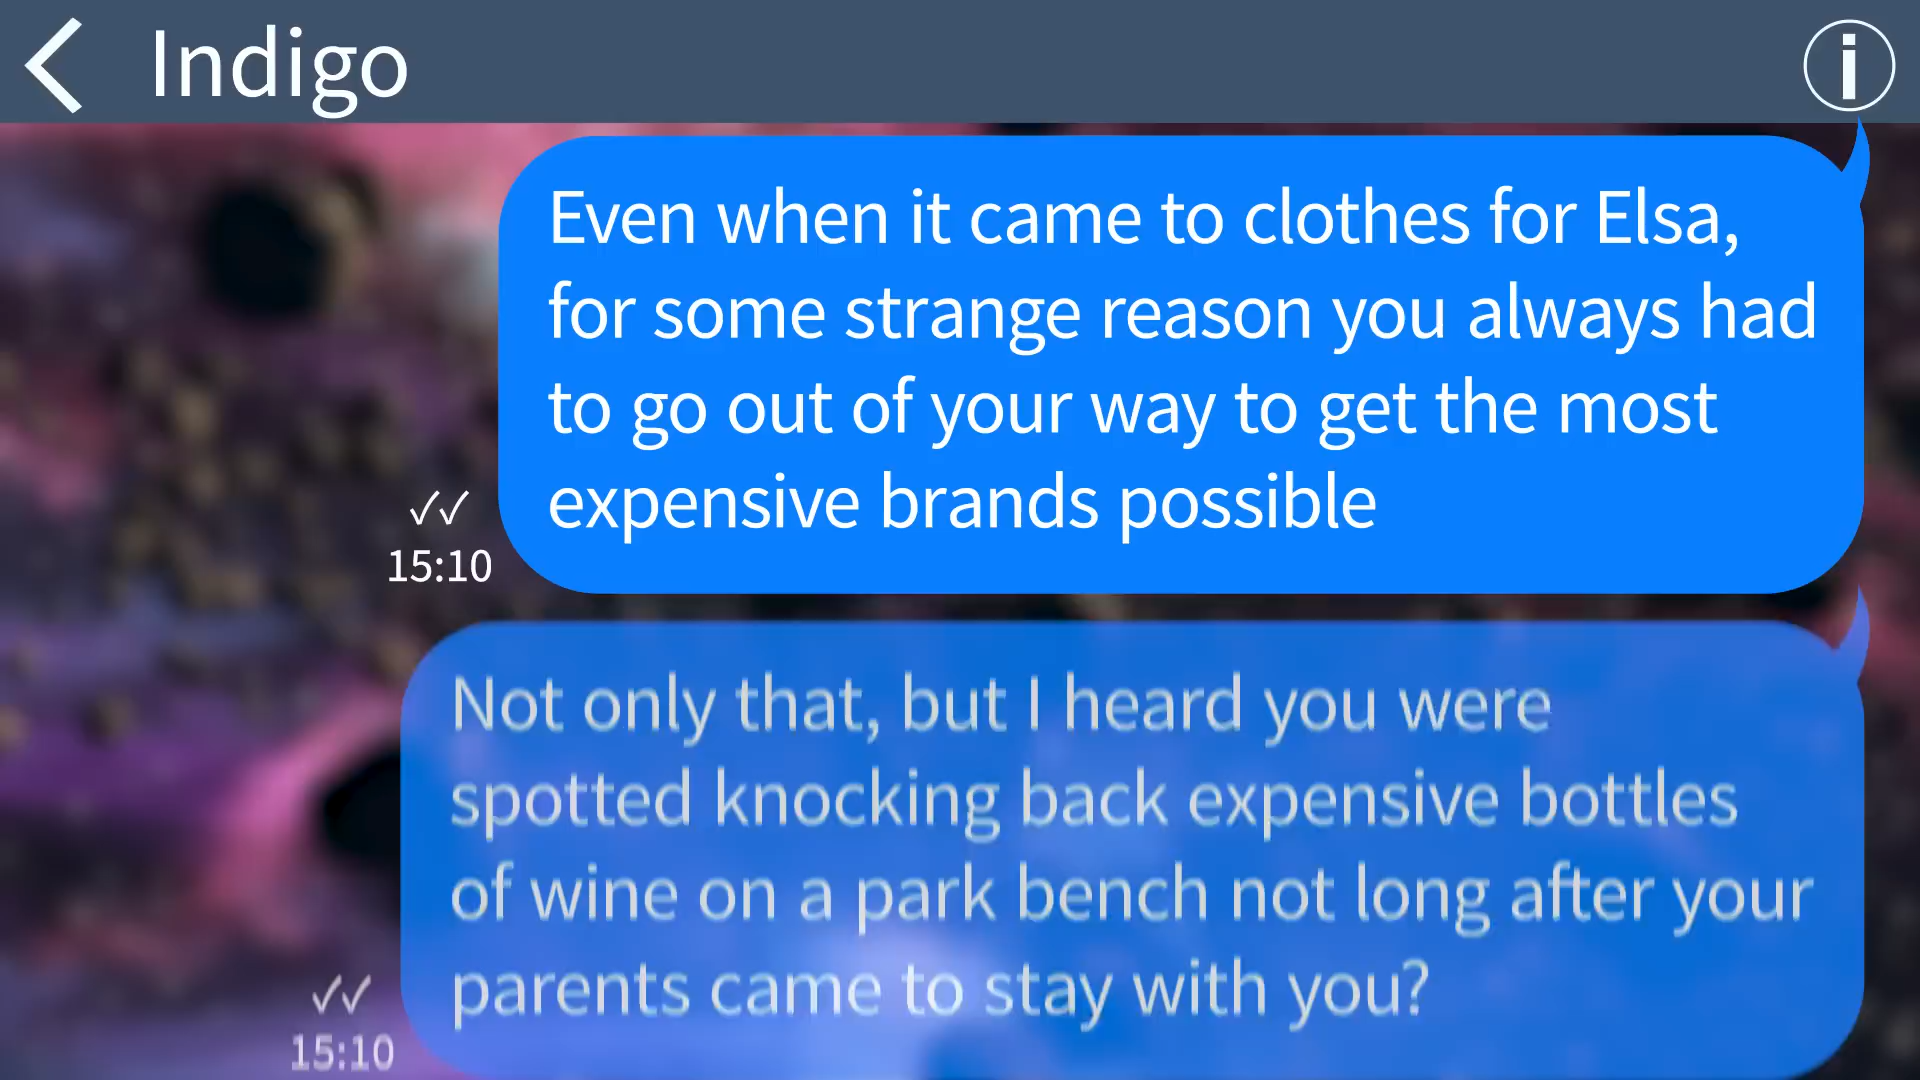 Indigo
Even when it came to clothes for Elsa,
for some strange reason you always had
to go out of your way to get the most
expensive brands possible
✓✓
15:10
Not only that, but I heard you were
spotted knocking back expensive bottles
of wine on a park bench not long after your
parents came to stay with you?
✓✓
15:10